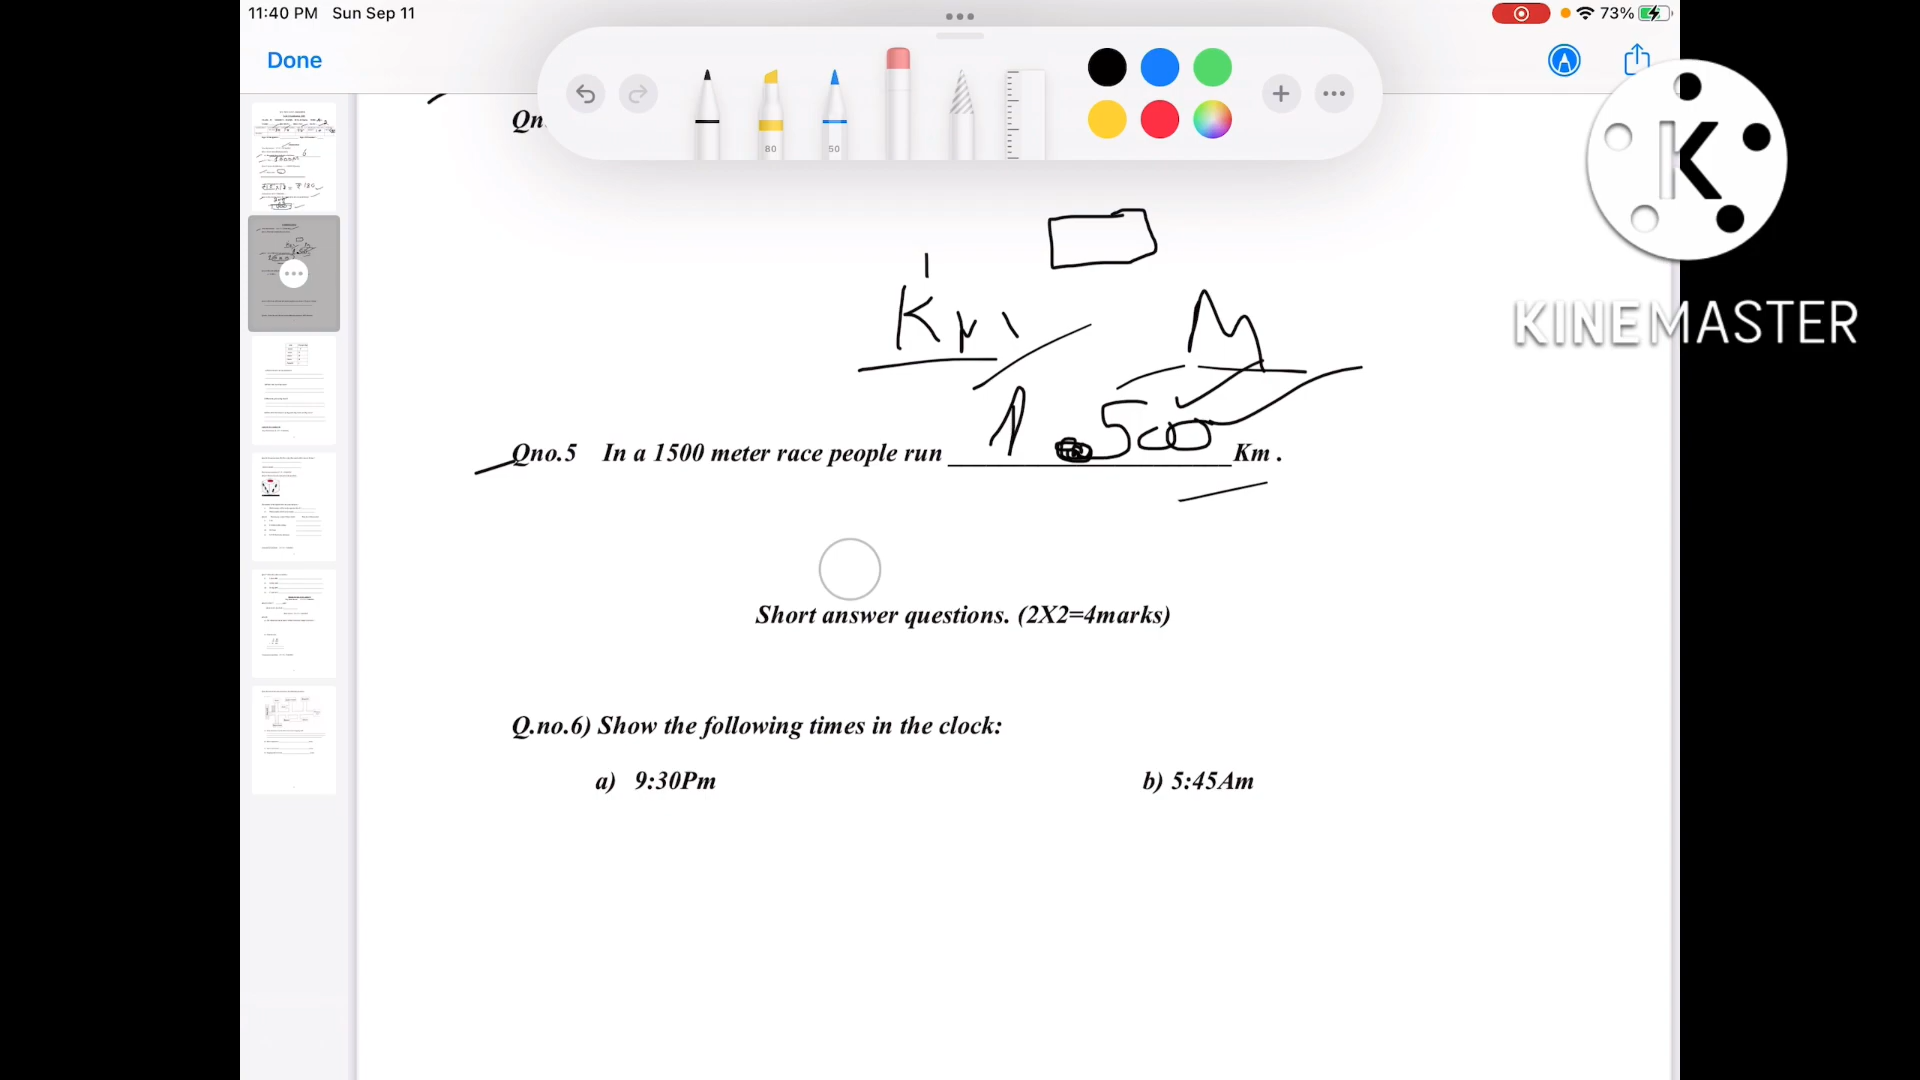 11:40 PM Sun Sep 11
73%
Done
80
50
Qn
K
KINEMASTER
Km
M
1.500
Qno.5 In a 1500 meter race people run Km .
Short answer questions. (2X2=4marks)
Q.no.6) Show the following times in the clock:
a) 9:30Pm b) 5:45Am